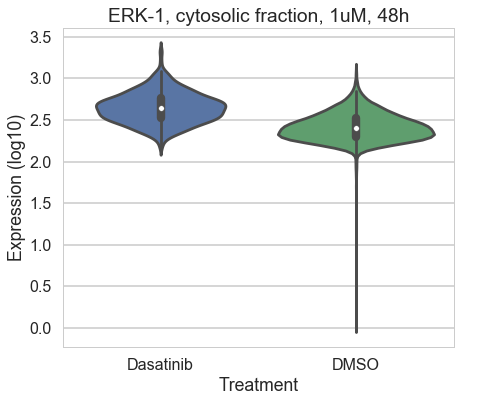 ERK-1, cytosolic fraction, 1uM, 48h
3.5
3.0
2.5
2.0
1.5
1.0
0.5
0.0
Expression (log10)
Dasatinib DMSO
Treatment